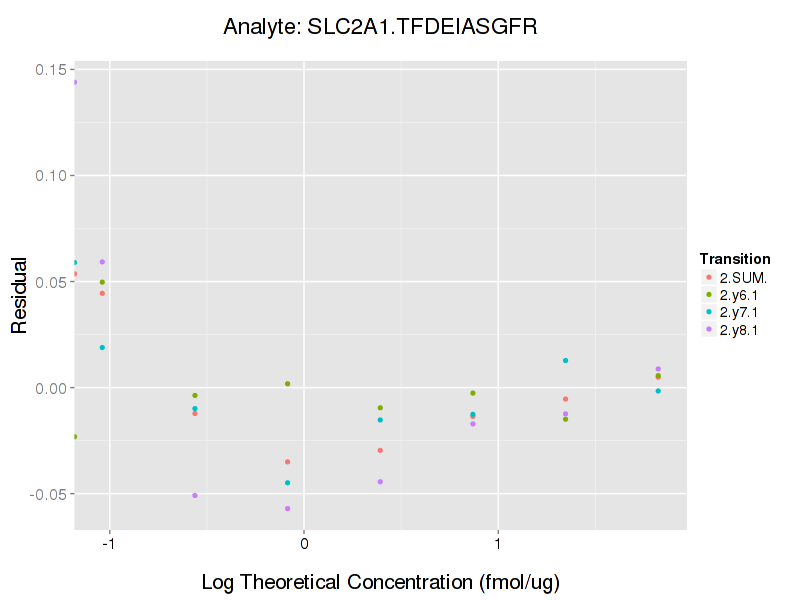 Analyte: SLC2A1.TFDEIASGFR
0.15
0.10
0.05
0.00
-0.05
Residual
-1 0 1
Log Theoretical Concentration (fmol/ug)
Transition
2.SUM.
2.y6.1
2.y7.1
2.y8.1